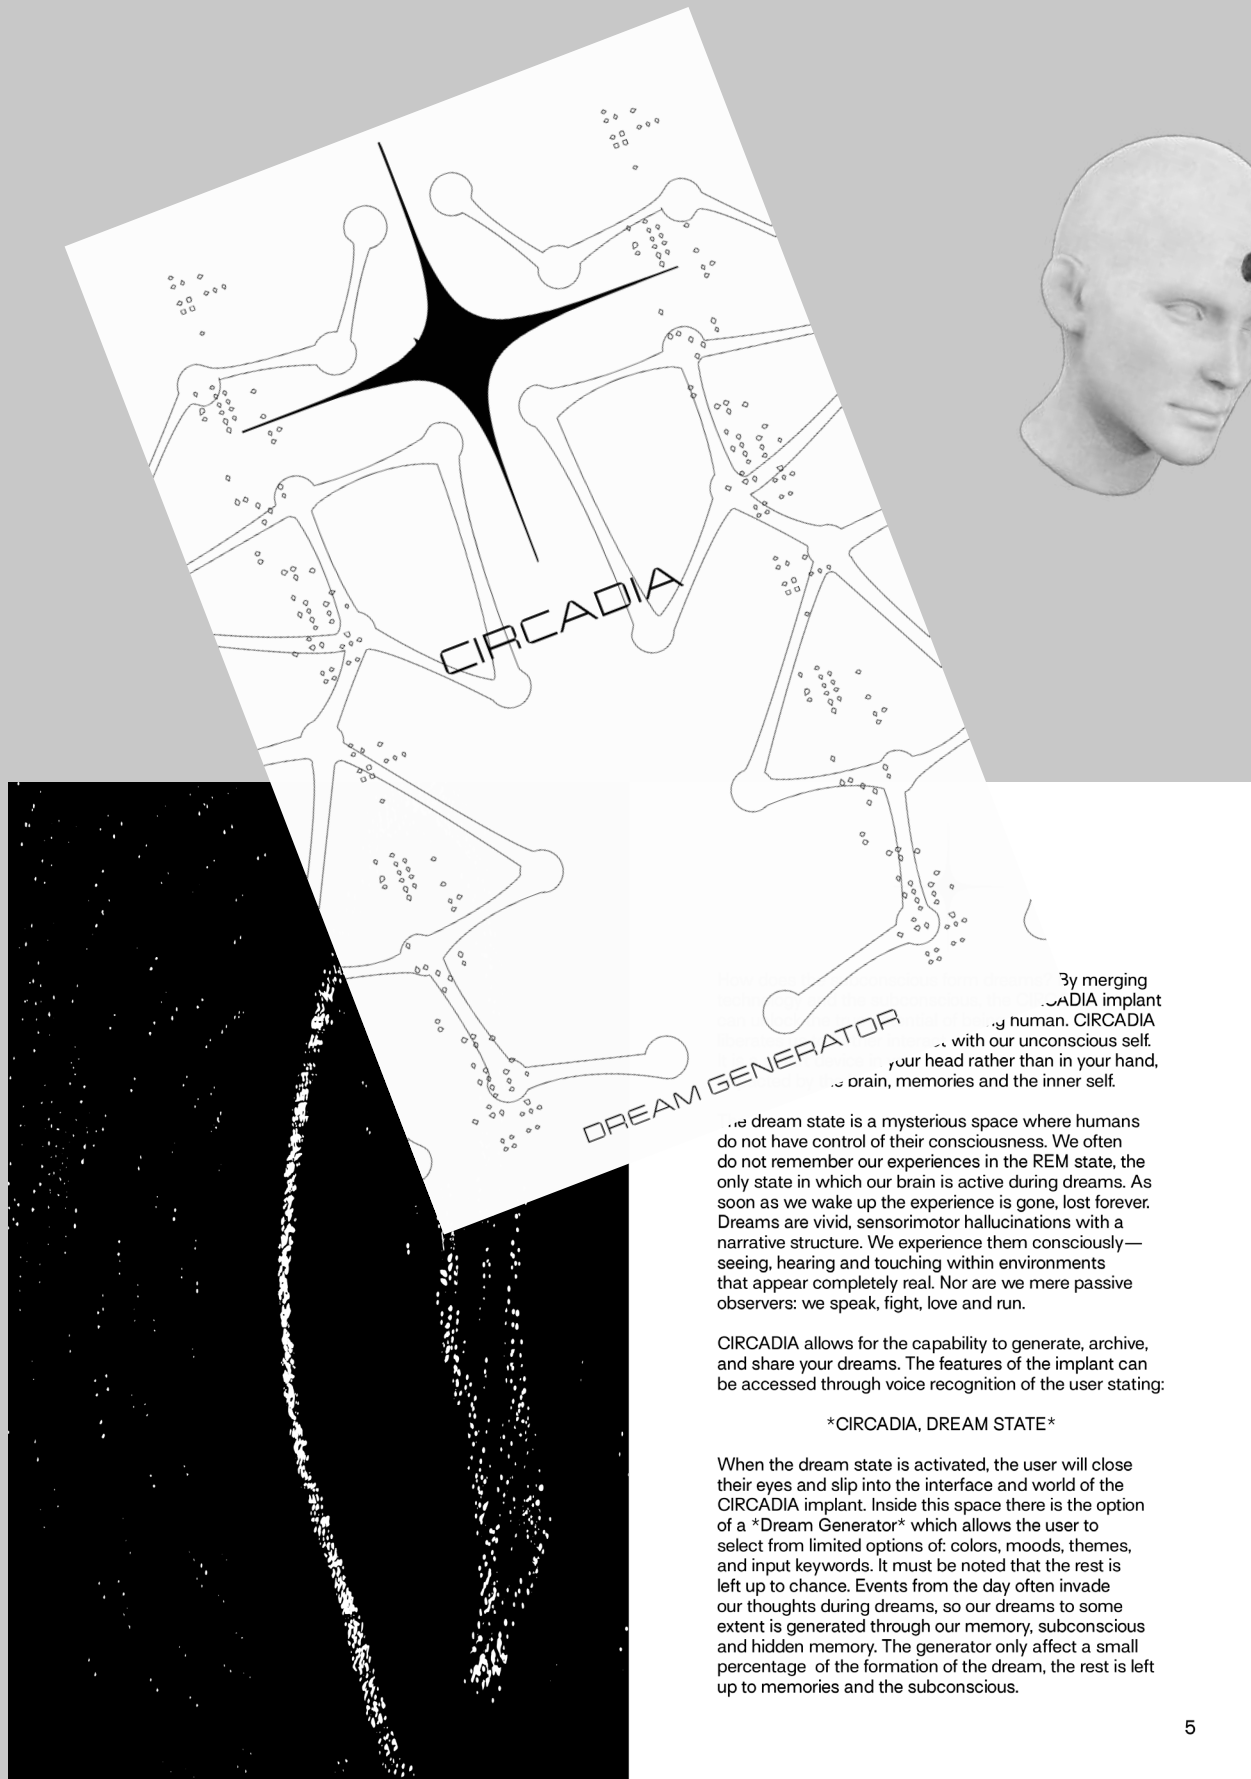 CIRCADIA
DREAM GENERATOR
By merging
implant
human. CIRCADIA
with our unconscious self.
your head rather than in your hand,
brain, memories and the inner self.
dream state is a mysterious space where humans
do not have control of their consciousness. We often
do not remember our experiences in the REM state, the
only state in which our brain is active during dreams. As
soon as we wake up the experience is gone, lost forever.
Dreams are vivid, sensorimotor hallucinations with a
narrative structure. We experience them consciously—
seeing, hearing and touching within environments
that appear completely real. Nor are we mere passive
observers: we speak, fight, love and run.
CIRCADIA allows for the capability to generate, archive,
and share your dreams. The features of the implant can
be accessed through voice recognition of the user stating:
*CIRCADIA, DREAM STATE*
When the dream state is activated, the user will close
their eyes and slip into the interface and world of the
CIRCADIA implant. Inside this space there is the option
of a *Dream Generator* which allows the user to
select from limited options of: colors, moods, themes,
and input keywords. It must be noted that the rest is
left up to chance. Events from the day often invade
our thoughts during dreams, so our dreams to some
extent is generated through our memory, subconscious
and hidden memory. The generator only affect a small
percentage  of the formation of the dream, the rest is left
up to memories and the subconscious.
5